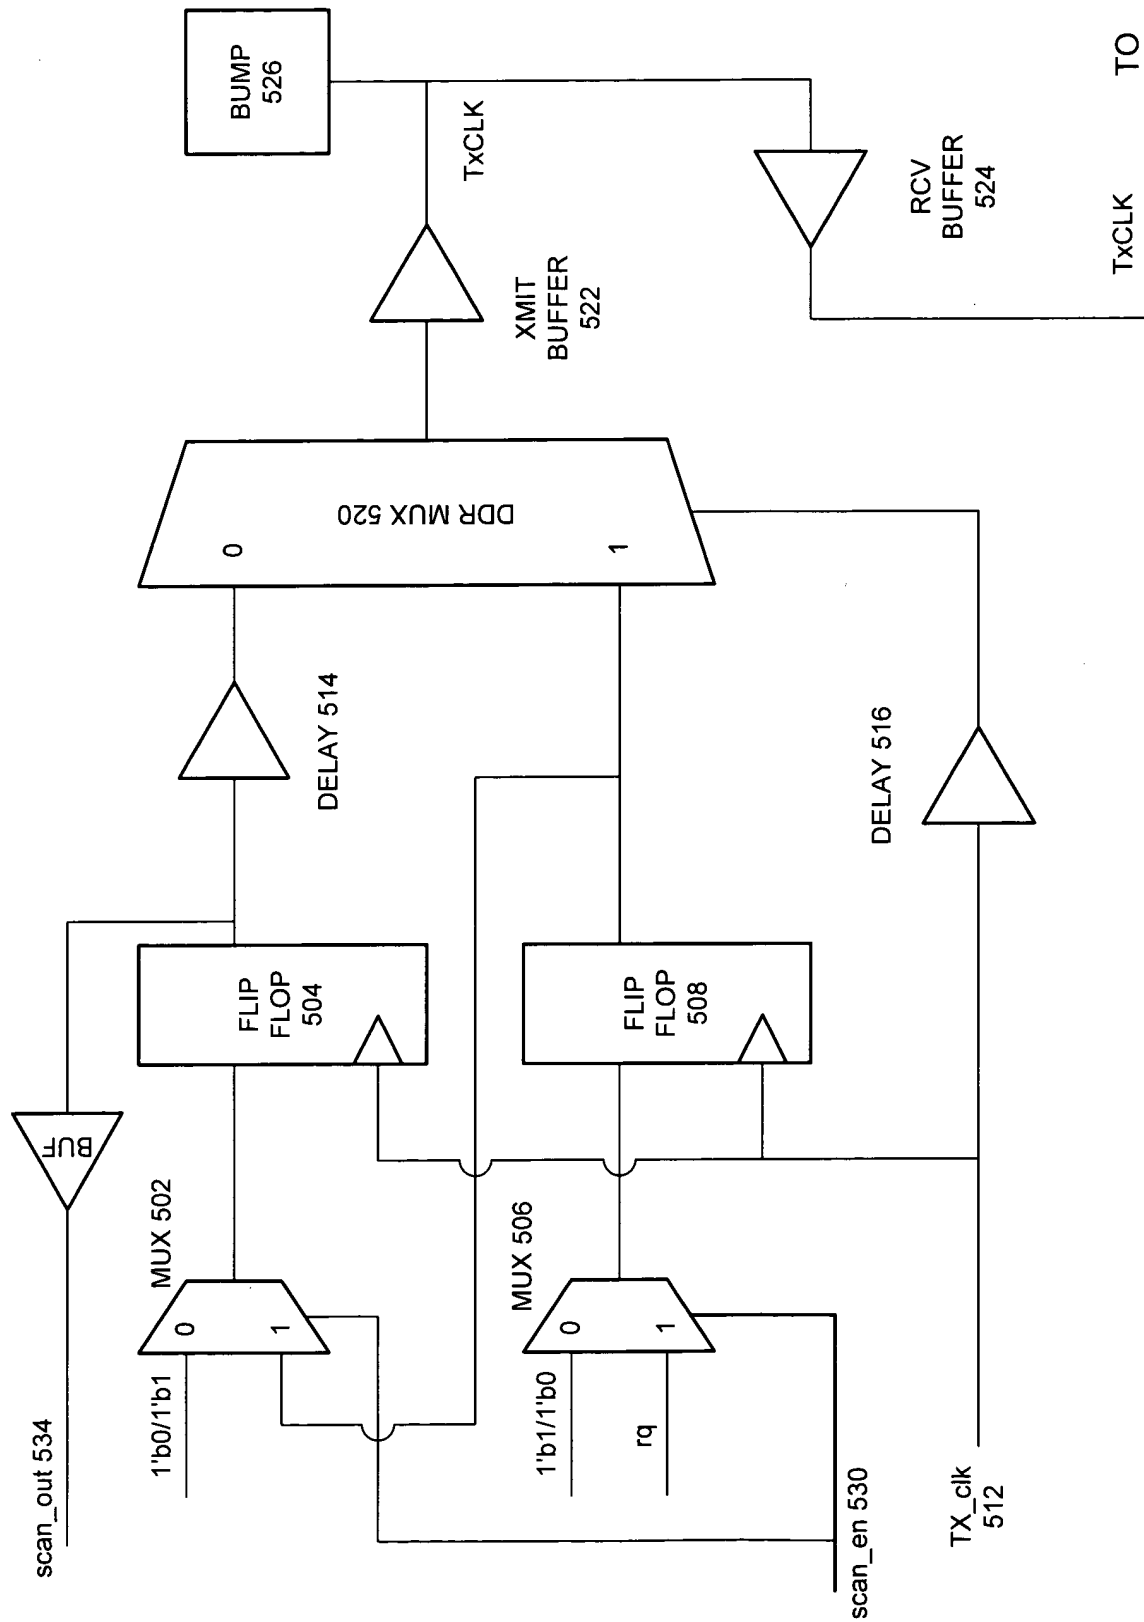 scan_out 534
BUF
1'b0/1'b1
MUX 502
0
1
FLIP
FLOP
504
DELAY 514
0
1
DDR MUX 520
BUMP
526
TxCLK
XMIT
BUFFER
522
1'b1/1'b0
rq
MUX 506
0
1
FLIP
FLOP
508
DELAY 516
RCV
BUFFER
524
scan_en 530
TX_clk
512
TxCLK
TO